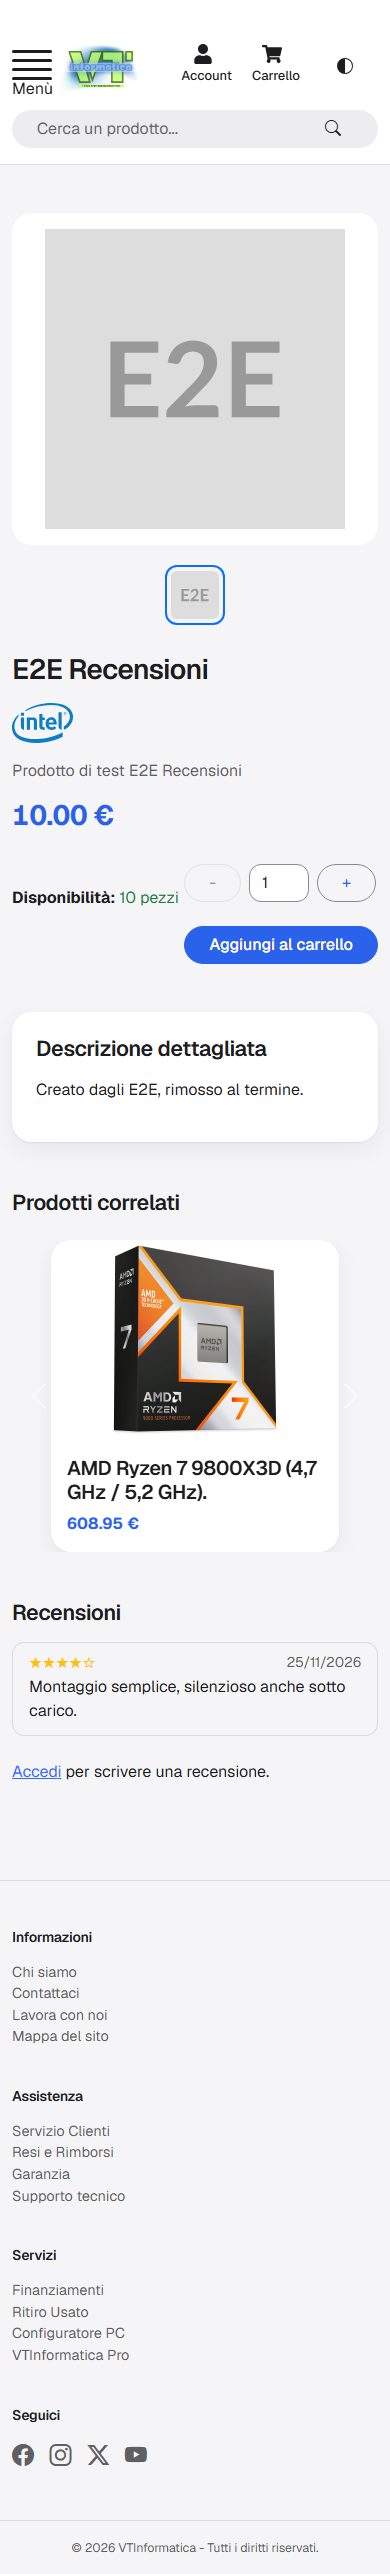 Menù
VTi
informatica
Account
Carrello
Cerca un prodotto...
E2E
E2E
E2E Recensioni
intel
Prodotto di test E2E Recensioni
10.00 €
Disponibilità: 10 pezzi
-
1
+
Aggiungi al carrello
Descrizione dettagliata
Creato dagli E2E, rimosso al termine.
Prodotti correlati
AMD
7
AMD
AMD
RYZEN
7
AMD Ryzen 7 9800X3D (4,7
GHz / 5,2 GHz).
608.95 €
Recensioni
★★★★☆ 25/11/2026
Montaggio semplice, silenzioso anche sotto
carico.
Accedi per scrivere una recensione.
Informazioni
Chi siamo
Contattaci
Lavora con noi
Mappa del sito
Assistenza
Servizio Clienti
Resi e Rimborsi
Garanzia
Supporto tecnico
Servizi
Finanziamenti
Ritiro Usato
Configuratore PC
VTInformatica Pro
Seguici
© 2026 VTInformatica - Tutti i diritti riservati.